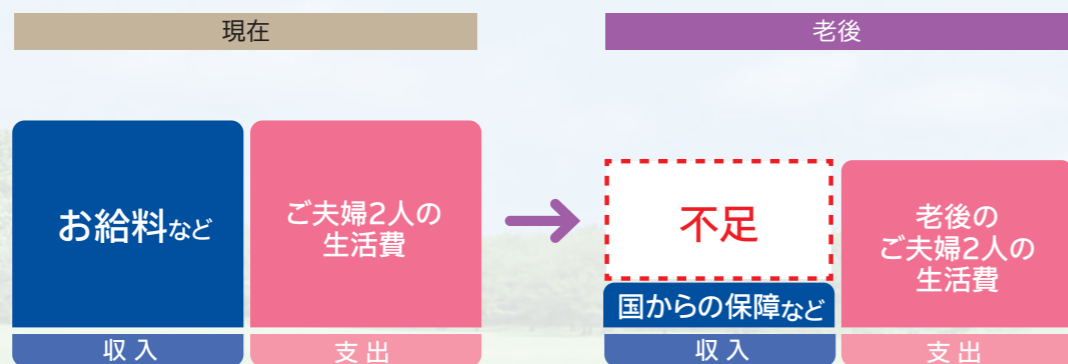 現在
お給料など
ご夫婦2人の
生活費
収入
支出
老後
不足
国からの保障など
老後の
ご夫婦2人の
生活費
収入
支出